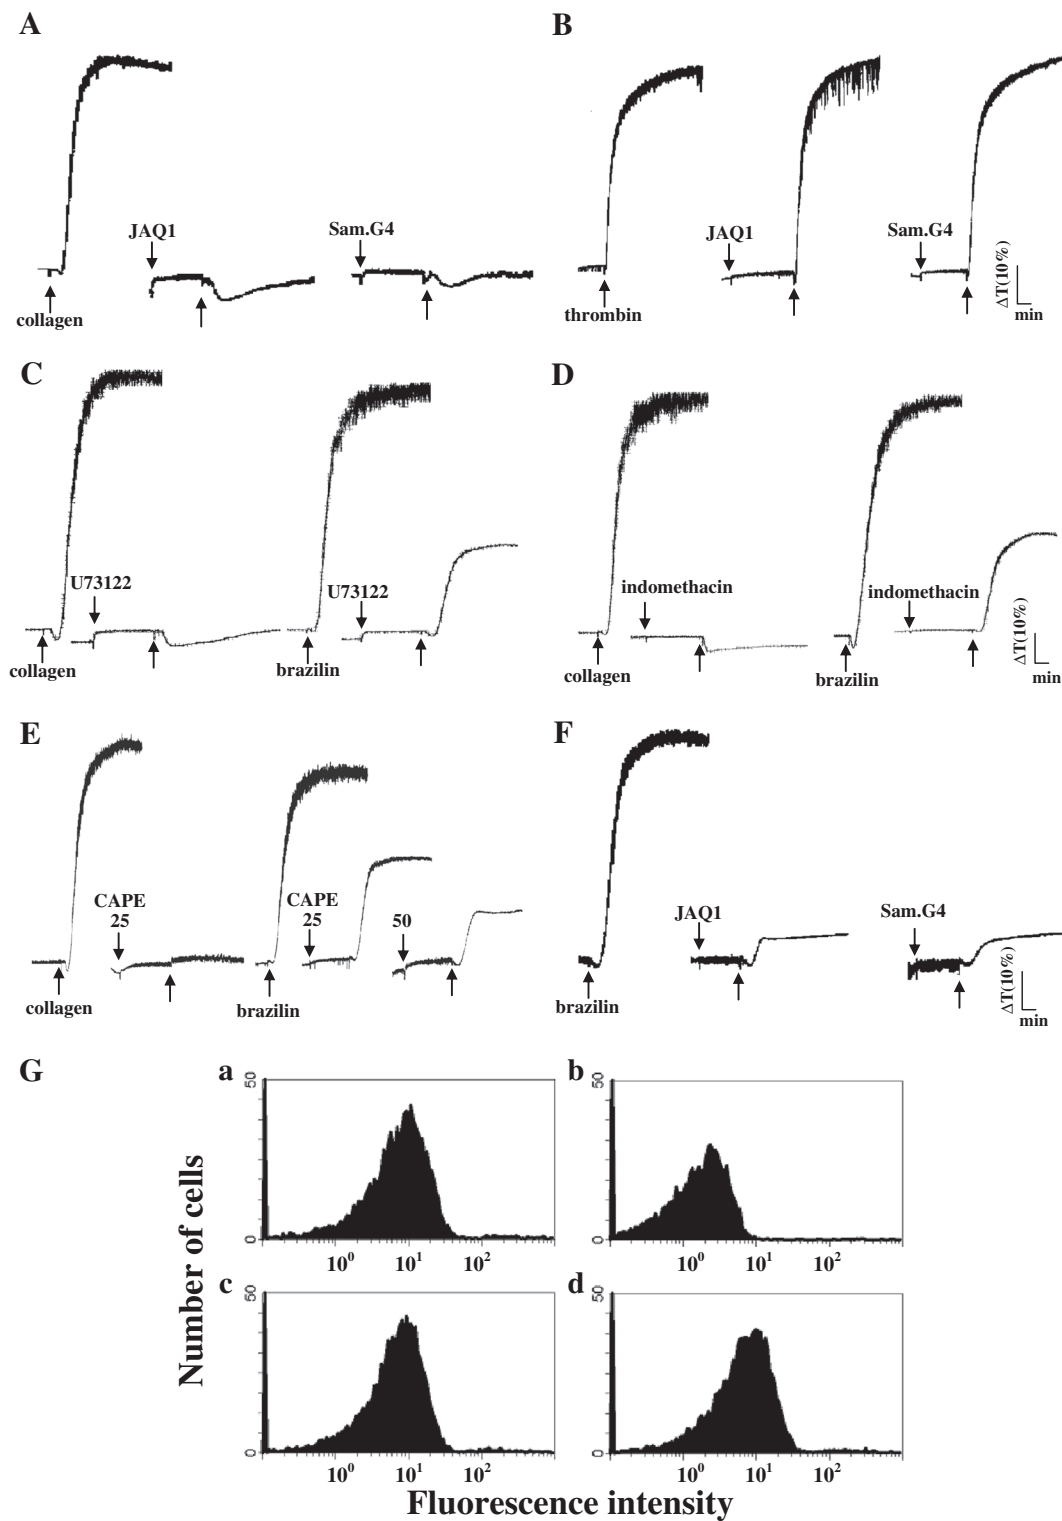 A
B
JAQ1
Sam.G4
collagen
JAQ1
Sam.G4
thrombin
ΔT(10%)
min
C
D
U73122
U73122
collagen
brazilin
indomethacin
indomethacin
collagen
brazilin
ΔT(10%)
min
E
F
CAPE
25
CAPE
25
50
collagen
brazilin
JAQ1
Sam.G4
brazilin
ΔT(10%)
min
G
a
50
0
10⁰ 10¹ 10²
b
50
0
10⁰ 10¹ 10²
c
50
0
10⁰ 10¹ 10²
d
50
0
10⁰ 10¹ 10²
Number of cells
Fluorescence intensity